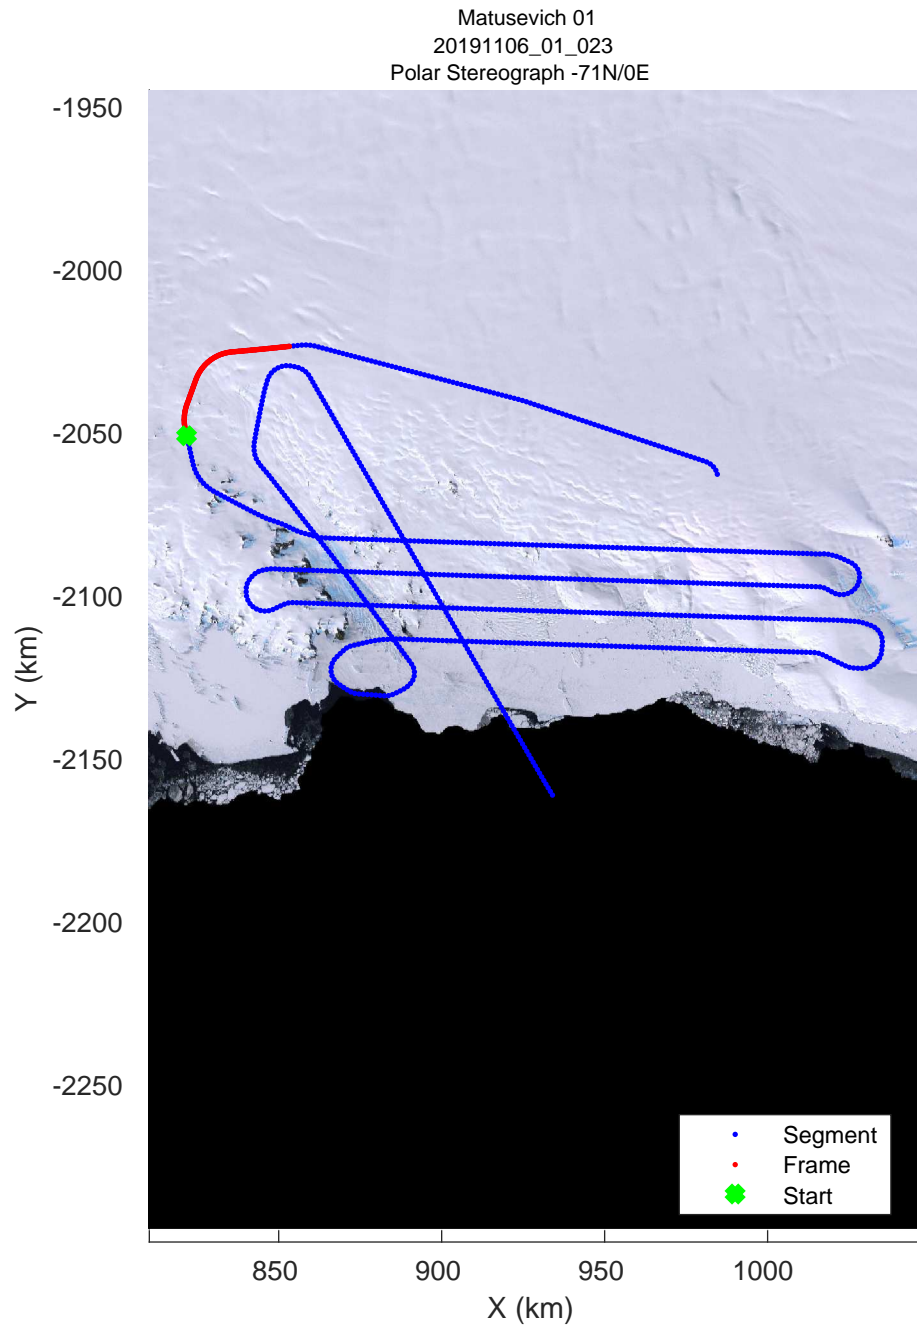 Matusevich 01
20191106_01_023
Polar Stereograph -71N/0E
-1950
-2000
-2050
-2100
-2150
-2200
-2250
Y (km)
850
900
950
1000
X (km)
Segment
Frame
Start